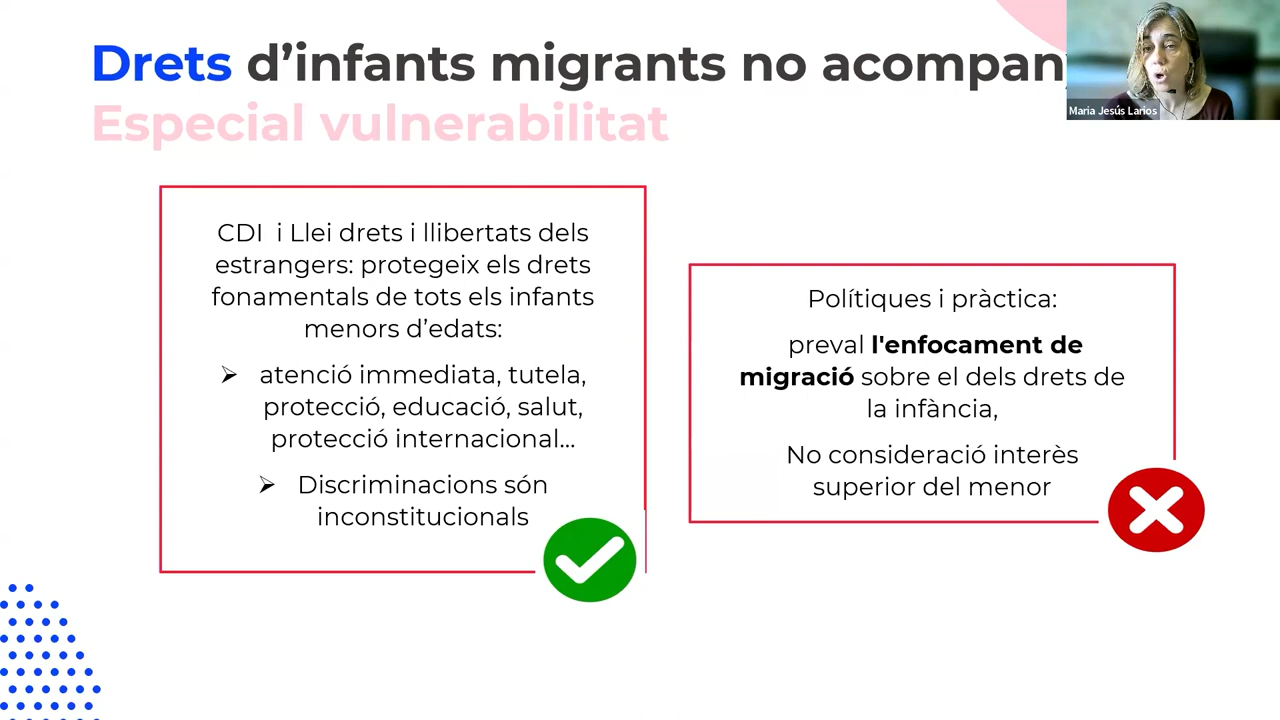 Drets d’infants migrants no acompan
Especial vulnerabilitat
Maria Jesús Larios
CDI i Llei drets i llibertats dels
estrangers: protegeix els drets
fonamentals de tots els infants
menors d’edats:
➢ atenció immediata, tutela,
protecció, educació, salut,
protecció internacional...
➢ Discriminacions són
inconstitucionals
Polítiques i pràctica:
preval l'enfocament de
migració sobre el dels drets de
la infància,
No consideració interès
superior del menor